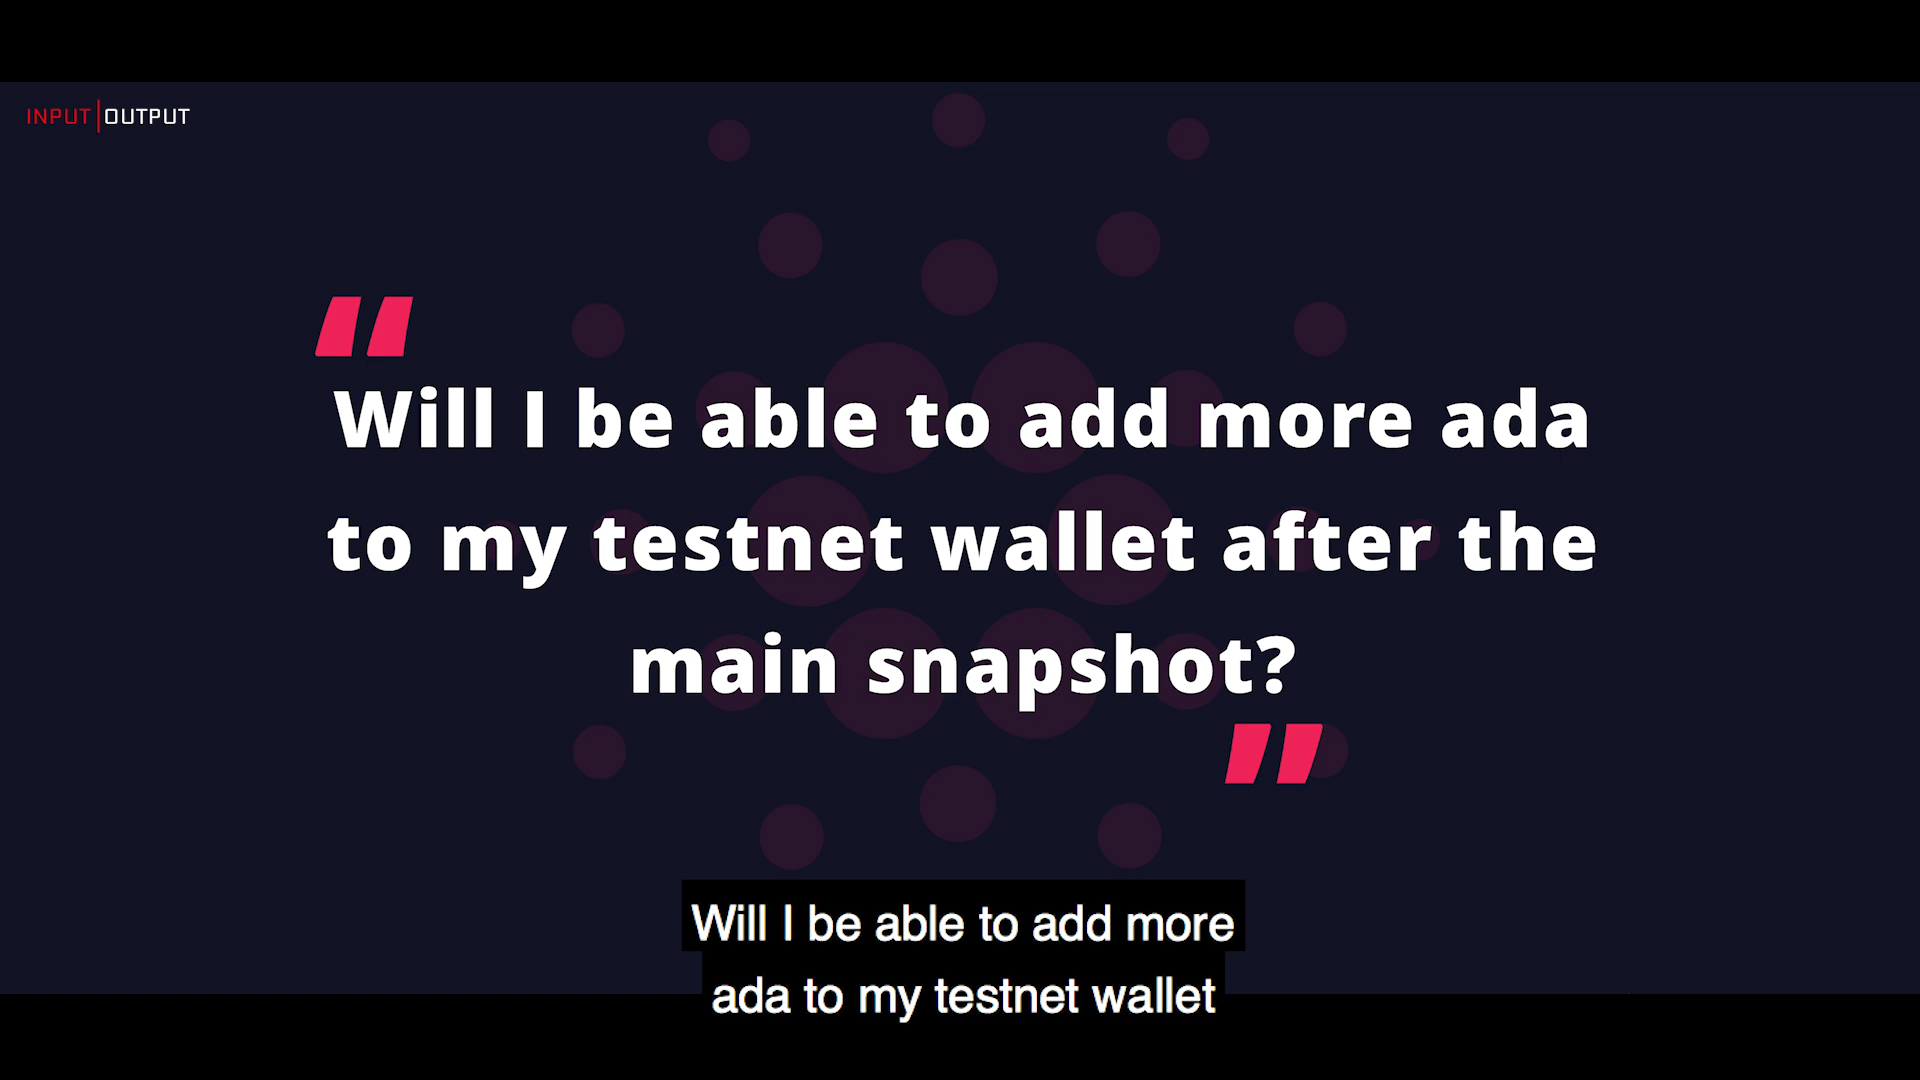 INPUT|OUTPUT
“
Will I be able to add more ada
to my testnet wallet after the
main snapshot?
”
Will I be able to add more
ada to my testnet wallet